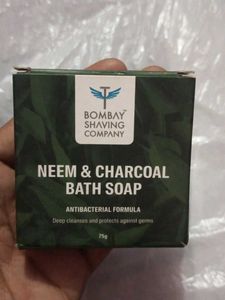 BOMBAY
SHAVING
COMPANY
NEEM & CHARCOAL
BATH SOAP
ANTIBACTERIAL FORMULA
Deep cleanses and protects against germs
75g